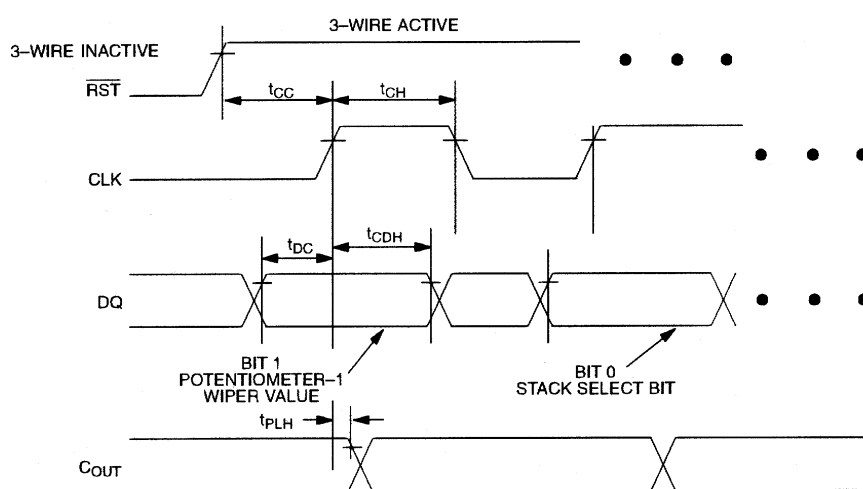 3–WIRE ACTIVE
3–WIRE INACTIVE
RST
tCC
tCH
CLK
tDC
tCDH
DQ
BIT 1
POTENTIOMETER–1
WIPER VALUE
BIT 0
STACK SELECT BIT
tPLH
COUT